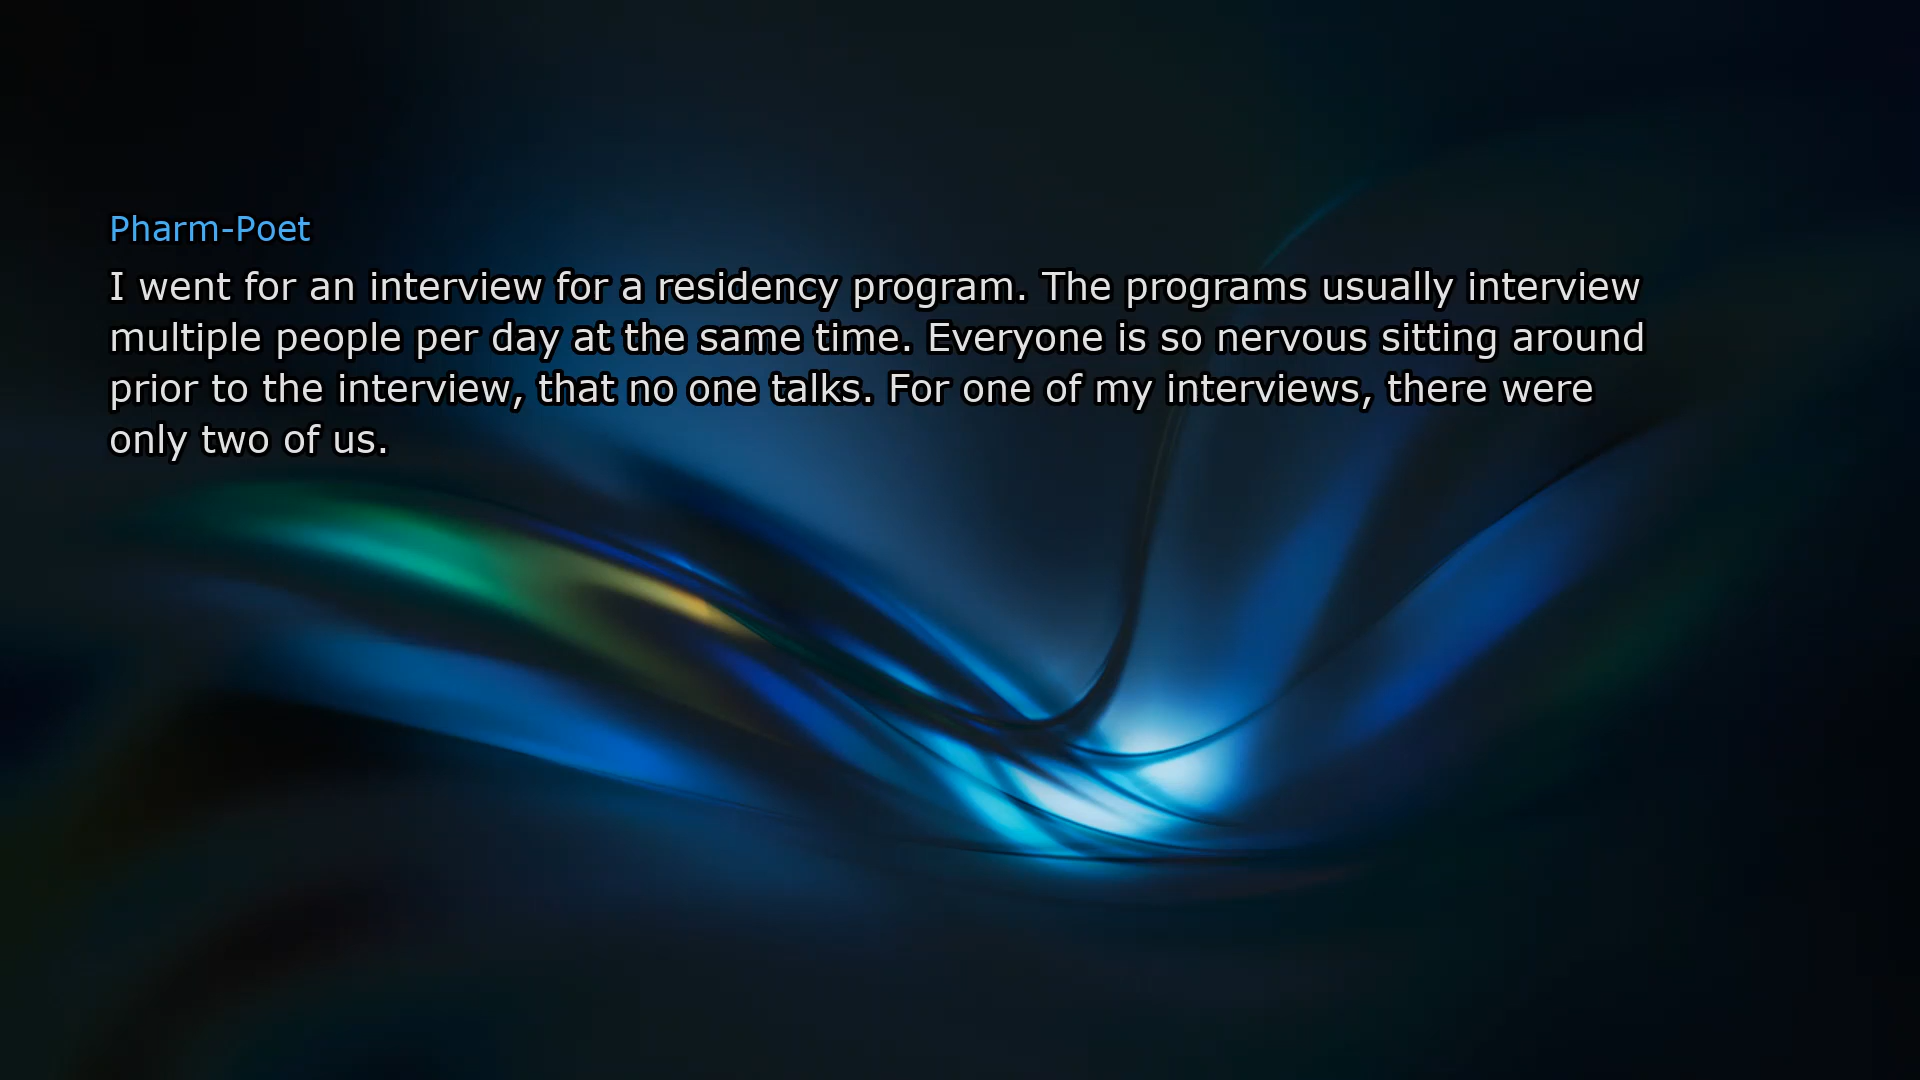 Pharm-Poet
I went for an interview for a residency program. The programs usually interview
multiple people per day at the same time. Everyone is so nervous sitting around
prior to the interview, that no one talks. For one of my interviews, there were
only two of us.